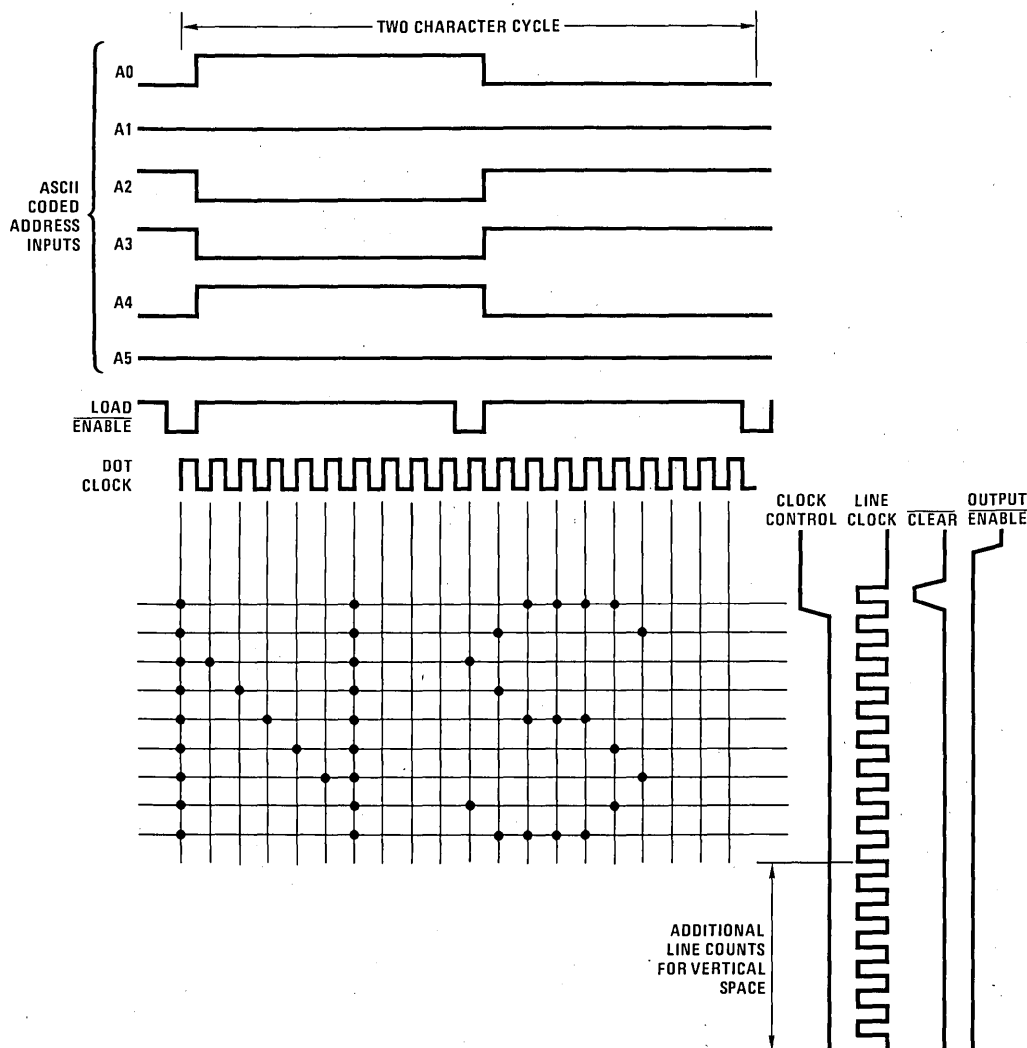 TWO CHARACTER CYCLE
A0
A1
A2
A3
A4
A5
ASCII
CODED
ADDRESS
INPUTS
LOAD
ENABLE
DOT
CLOCK
CLOCK
CONTROL
LINE
CLOCK
CLEAR
OUTPUT
ENABLE
ADDITIONAL
LINE COUNTS
FOR VERTICAL
SPACE